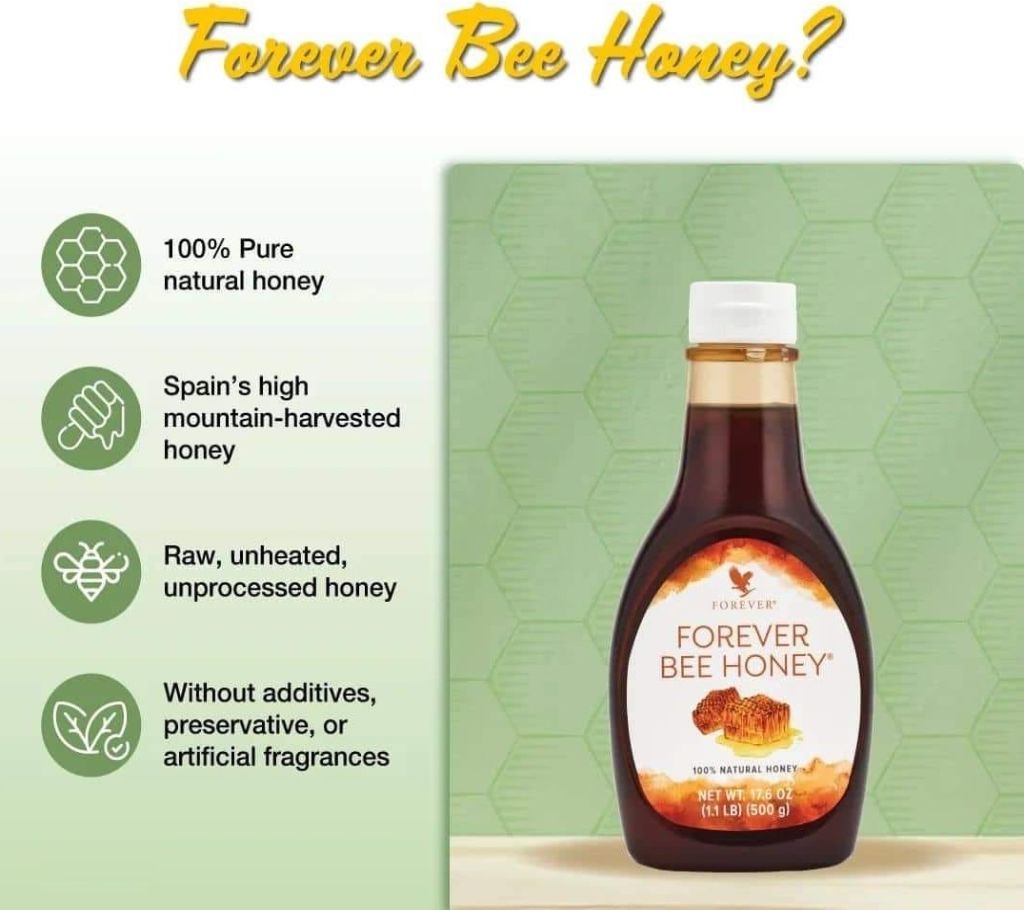 Forever Bee Honey?
100% Pure
natural honey
Spain's high
mountain-harvested
honey
Raw, unheated,
unprocessed honey
Without additives,
preservative, or
artificial fragrances
FOREVER®
FOREVER
BEE HONEY®
100% NATURAL HONEY
NET WT. 17.6 OZ
(1.1 LB) (500 g)